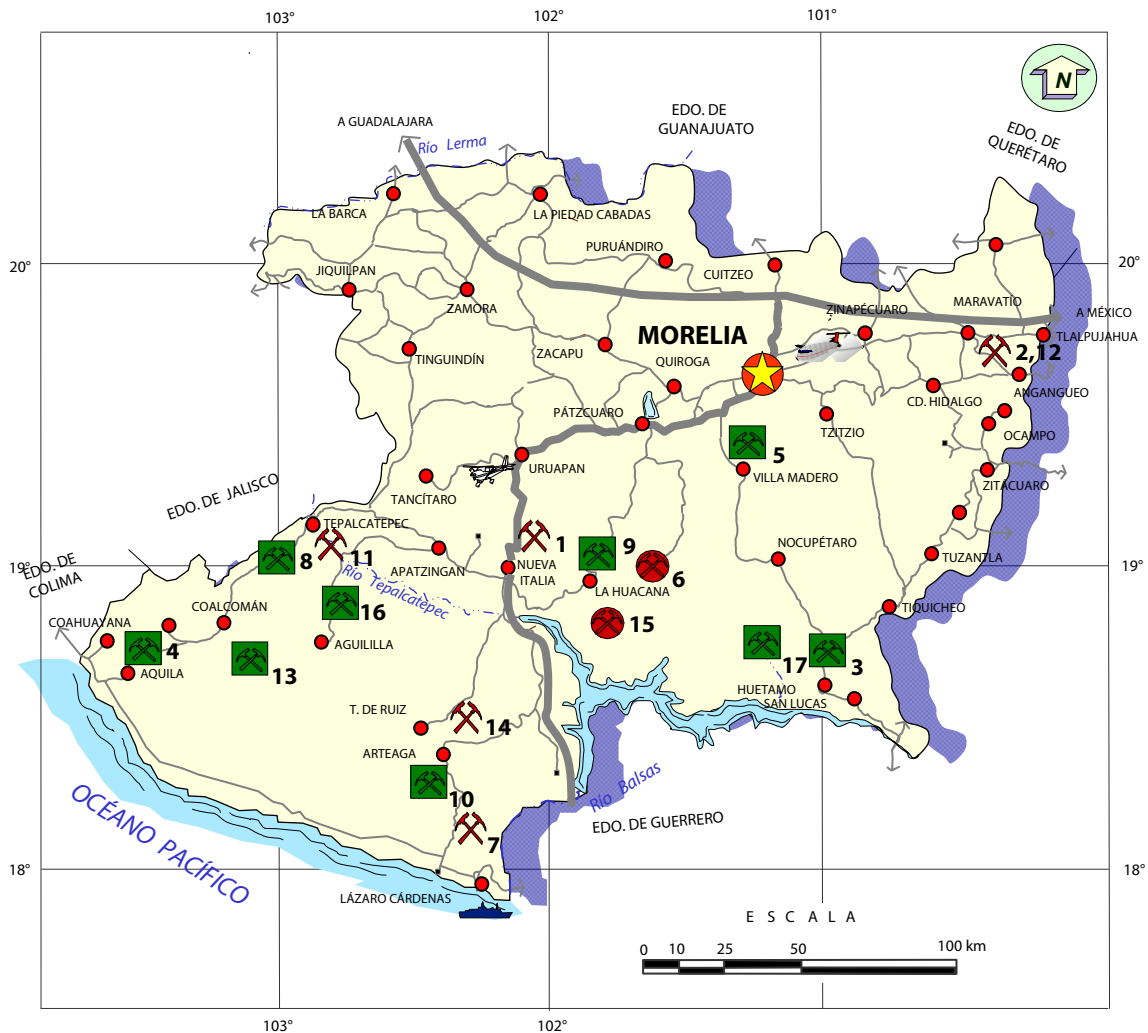 103°
102°
101°
N
EDO. DE
GUANAJUATO
A GUADALAJARA
EDO. DE
QUERÉTARO
Río Lerma
LA BARCA
LA PIEDAD CABADAS
PURUÁNDIRO
CUITZEO
20°
20°
JIQUILPAN
ZAMORA
ZINAPÉCUARO
MARAVATÍO
A MÉXICO
TLALPUJAHUA
MORELIA
ZACAPU
QUIROGA
2,12
TINGUINDÍN
CD. HIDALGO
ANGANGUEO
PÁTZCUARO
TZITZIO
OCAMPO
5
URUAPAN
VILLA MADERO
ZITÁCUARO
TANCÍTARO
EDO. DE JALISCO
TEPALCATEPEC
1
9
NOCUPÉTARO
TUZANTLA
8
11
APATZINGAN
NUEVA
ITALIA
19°
19°
EDO. DE
COLIMA
Río Tepalcatepec
LA HUACANA
6
COALCOMÁN
16
TIQUICHEO
COAHUAYANA
15
AGUILILLA
4
13
17
3
AQUILA
HUETAMO
SAN LUCAS
T. DE RUIZ
14
ARTEAGA
10
Río Balsas
EDO. DE GUERRERO
OCÉANO PACÍFICO
7
18°
18°
LÁZARO CÁRDENAS
E S C A L A
0 10 25 50 100 km
103°
102°
101°